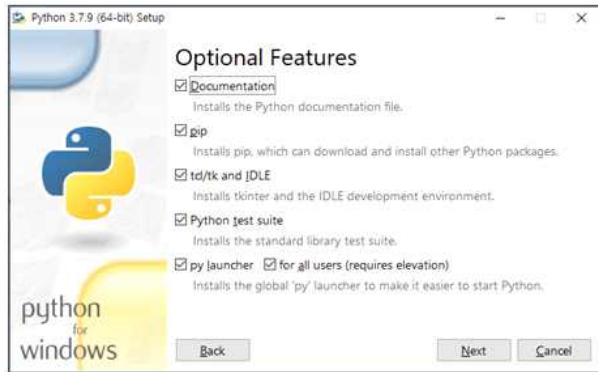 Python 3.7.9 (64-bit) Setup
Optional Features
Documentation
Installs the Python documentation file.
pip
Installs pip, which can download and install other Python packages.
tcl/tk and IDLE
Installs tkinter and the IDLE development environment.
Python test suite
Installs the standard library test suite.
py launcher for all users (requires elevation)
Installs the global 'py' launcher to make it easier to start Python.
python
for
windows
Back Next Cancel